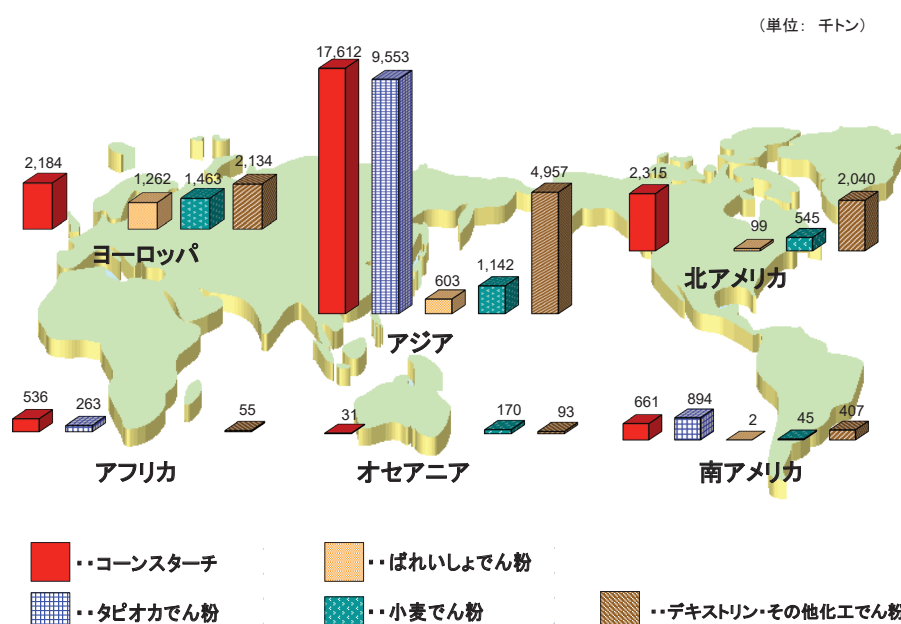 （単位： 千トン）
17,612
9,553
2,184
1,262
1,463
2,134
4,957
2,315
2,040
99
545
603
1,142
ヨーロッパ
北アメリカ
アジア
536
263
55
31
170
93
661
894
2
45
407
アフリカ
オセアニア
南アメリカ
・・コーンスターチ
・・ばれいしょでん粉
・・タピオカでん粉
・・小麦でん粉
・・デキストリン・その他化工でん粉